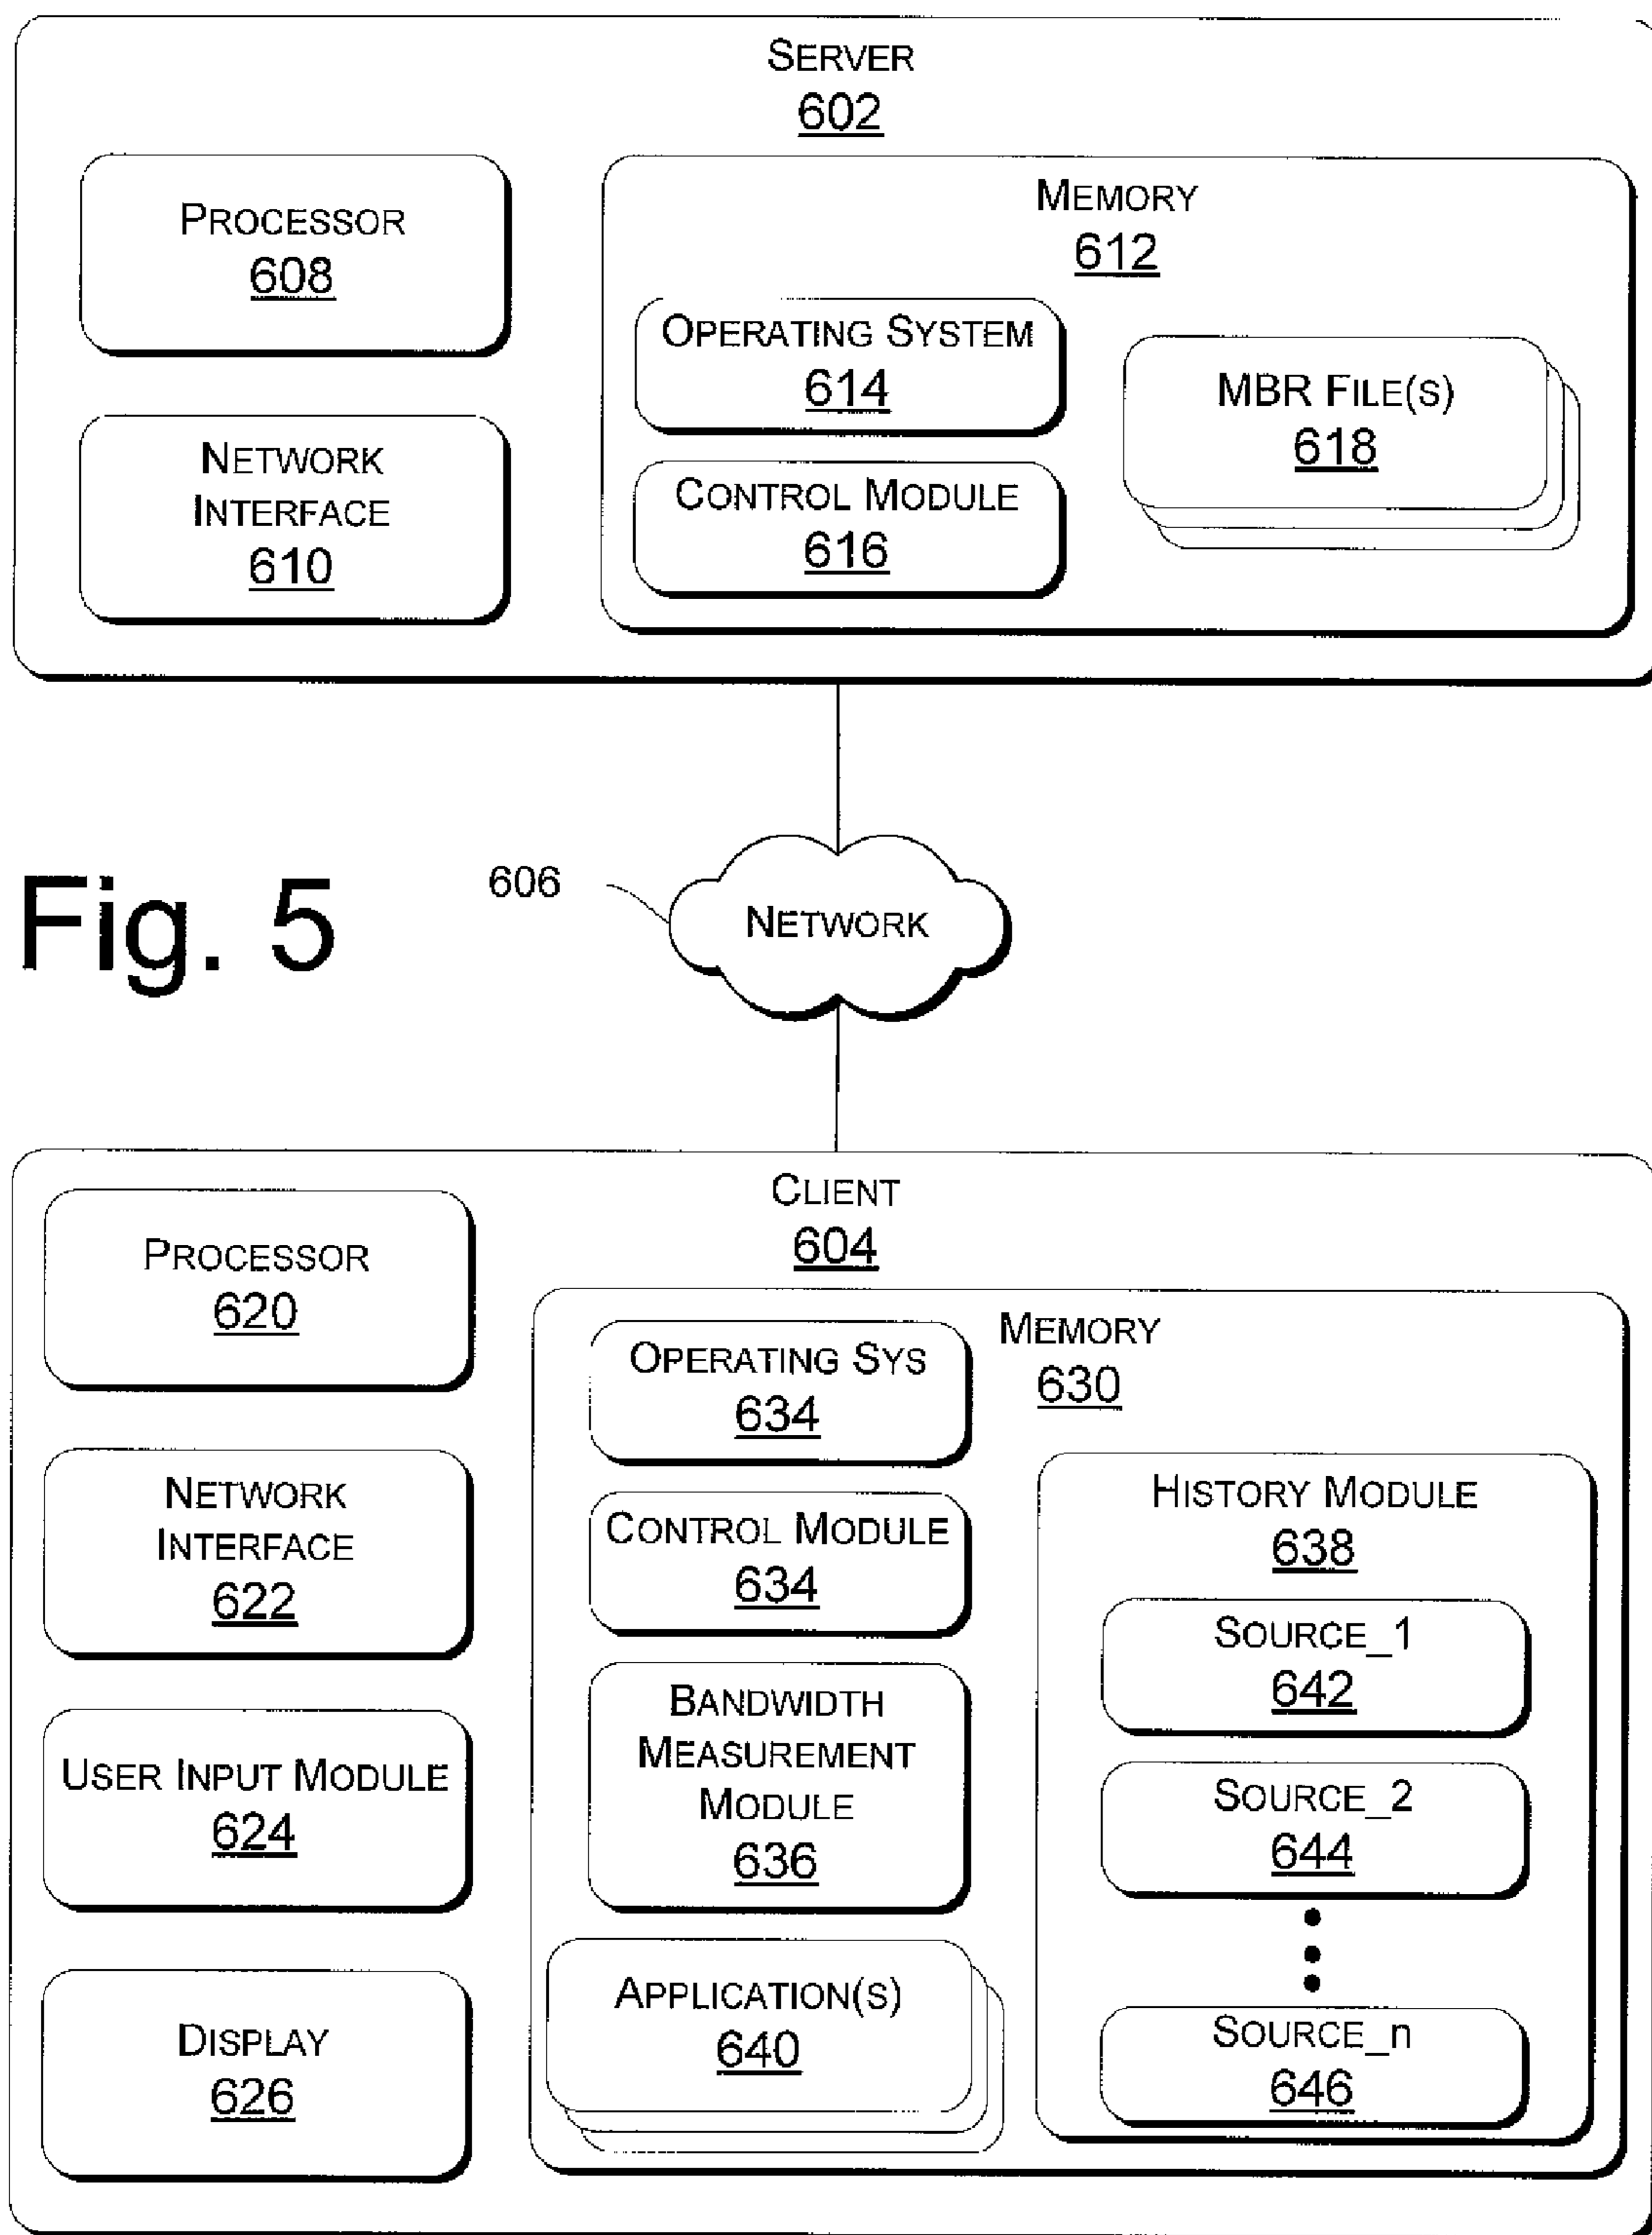 SERVER
602
PROCESSOR
608
NETWORK
INTERFACE
610
MEMORY
612
OPERATING SYSTEM
614
CONTROL MODULE
616
MBR FILE(S)
618
Fig. 5
606
NETWORK
CLIENT
604
PROCESSOR
620
NETWORK
INTERFACE
622
USER INPUT MODULE
624
DISPLAY
626
MEMORY
630
OPERATING SYS
634
CONTROL MODULE
634
BANDWIDTH
MEASUREMENT
MODULE
636
APPLICATION(S)
640
HISTORY MODULE
638
SOURCE_1
642
SOURCE_2
644
SOURCE_n
646